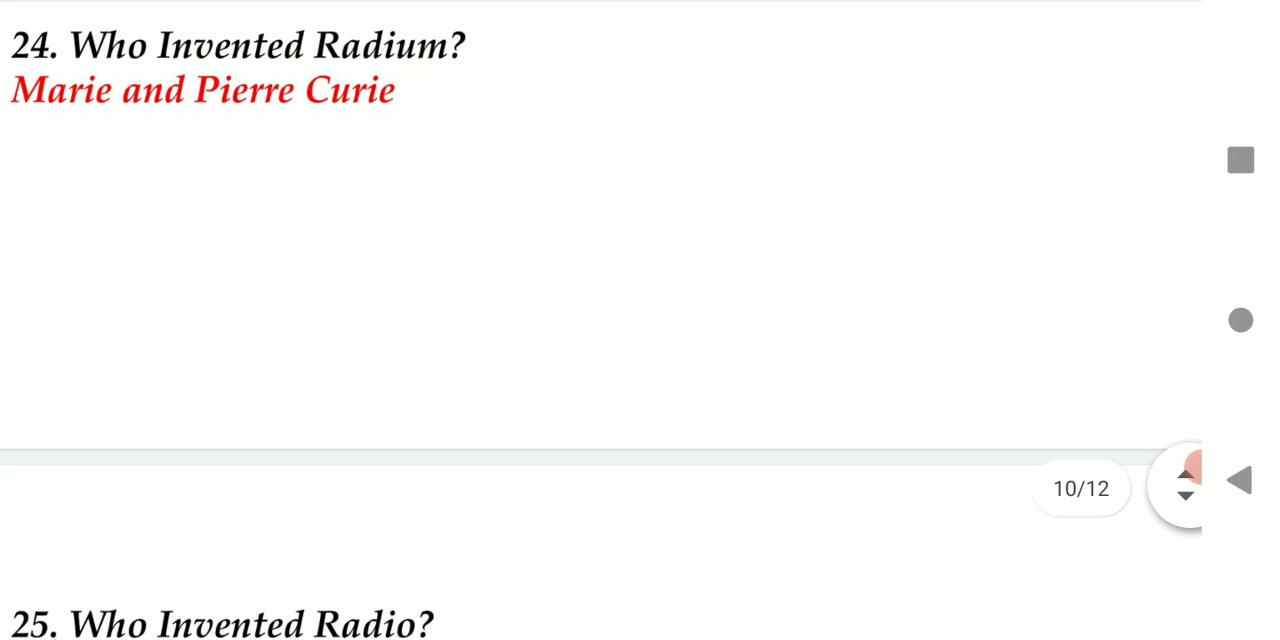 24. Who Invented Radium?
Marie and Pierre Curie
10/12
25. Who Invented Radio?